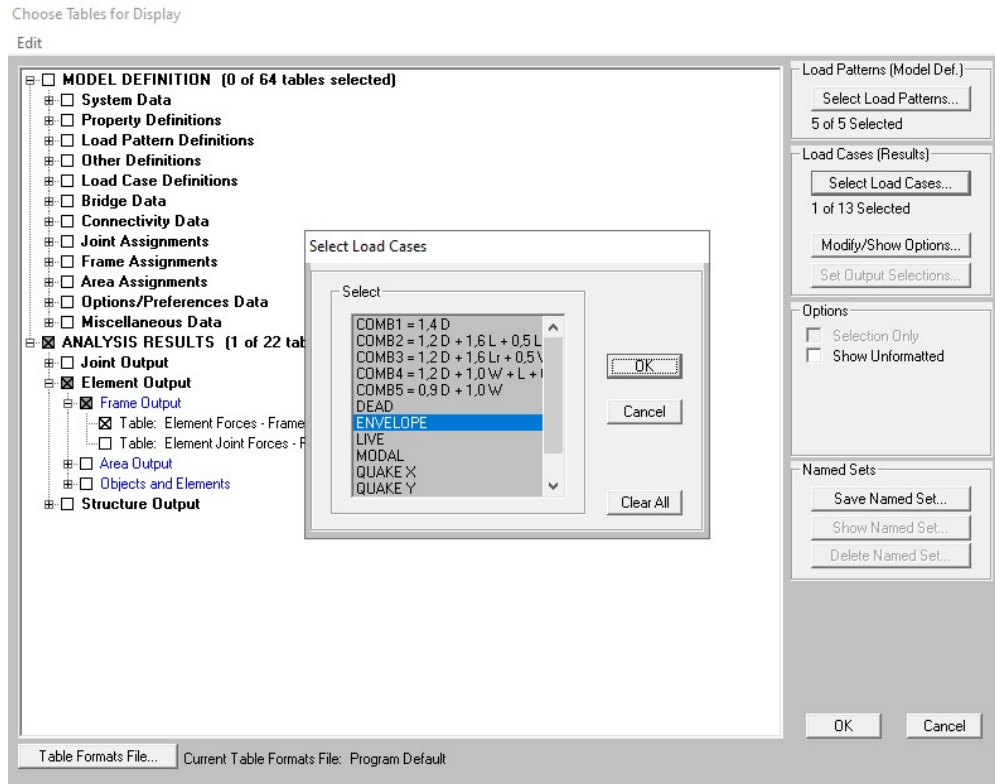 Choose Tables for Display
Edit
MODEL DEFINITION (0 of 64 tables selected)
System Data
Property Definitions
Load Pattern Definitions
Other Definitions
Load Case Definitions
Bridge Data
Connectivity Data
Joint Assignments
Frame Assignments
Area Assignments
Options/Preferences Data
Miscellaneous Data
ANALYSIS RESULTS (1 of 22 tab
Joint Output
Element Output
Frame Output
Table: Element Forces - Frame
Table: Element Joint Forces - F
Area Output
Objects and Elements
Structure Output
Select Load Cases
Select
COMB1 = 1,4 D
COMB2 = 1,2 D + 1,6 L + 0,5 L
COMB3 = 1,2 D + 1,6 Lr + 0,5
COMB4 = 1,2 D + 1,0 W + L +
COMB5 = 0,9 D + 1,0 W
DEAD
ENVELOPE
LIVE
MODAL
QUAKE X
QUAKE Y
OK
Cancel
Clear All
Load Patterns (Model Def.)
Select Load Patterns...
5 of 5 Selected
Load Cases (Results)
Select Load Cases...
1 of 13 Selected
Modify/Show Options...
Set Output Selections...
Options
Selection Only
Show Unformatted
Named Sets
Save Named Set...
Show Named Set...
Delete Named Set...
OK
Cancel
Table Formats File...
Current Table Formats File: Program Default